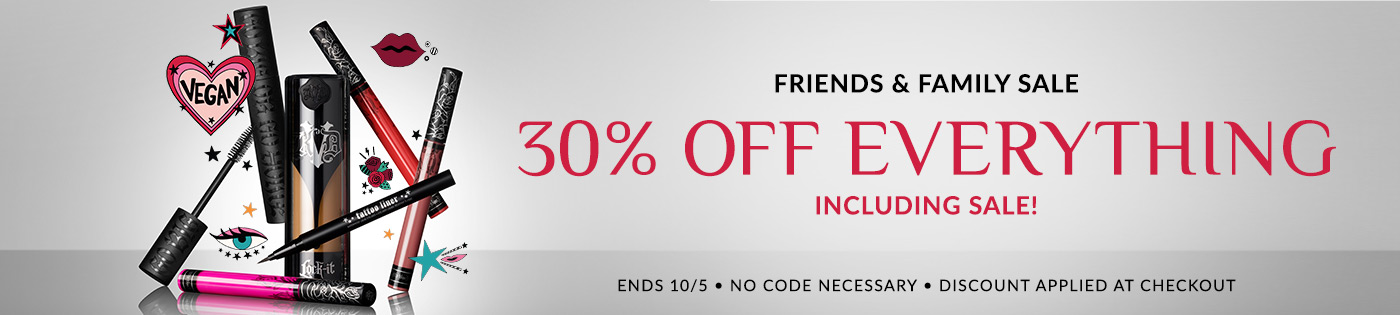 VEGAN
KVD
tattoo liner
Lock-it
FRIENDS & FAMILY SALE
30% OFF EVERYTHING
INCLUDING SALE!
ENDS 10/5 • NO CODE NECESSARY • DISCOUNT APPLIED AT CHECKOUT